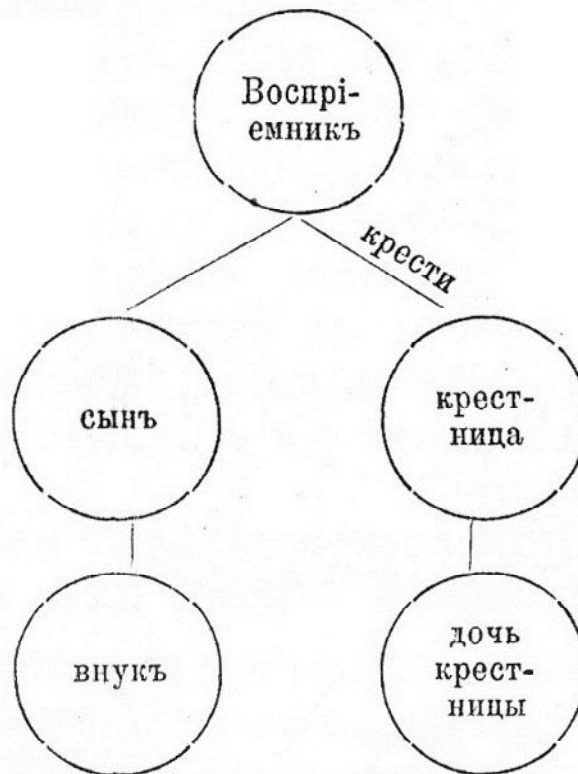 Воспрі-
емникъ
крести
сынъ
крест-
ница
внукъ
дочь
крест-
ницы